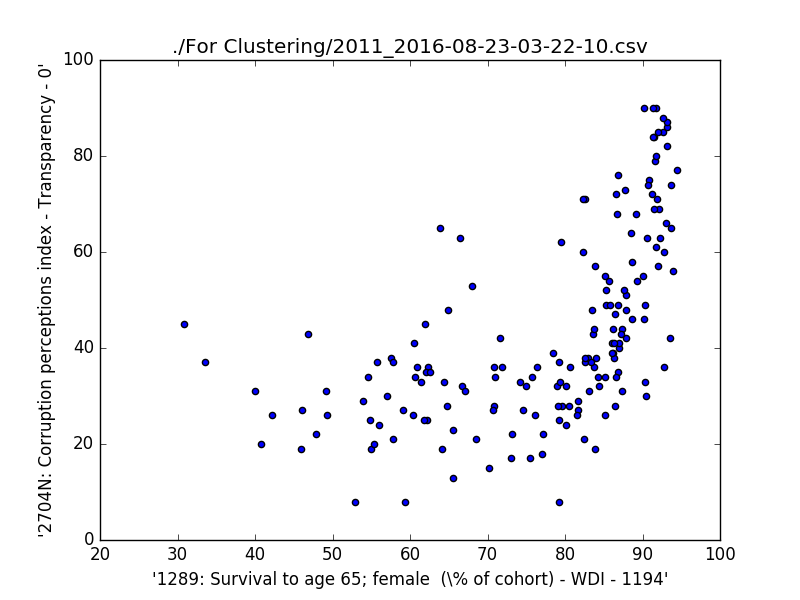 ./For Clustering/2011_2016-08-23-03-22-10.csv
100
80
60
40
20
0
'2704N: Corruption perceptions index - Transparency - 0'
20 30 40 50 60 70 80 90 100
'1289: Survival to age 65; female  (\% of cohort) - WDI - 1194'